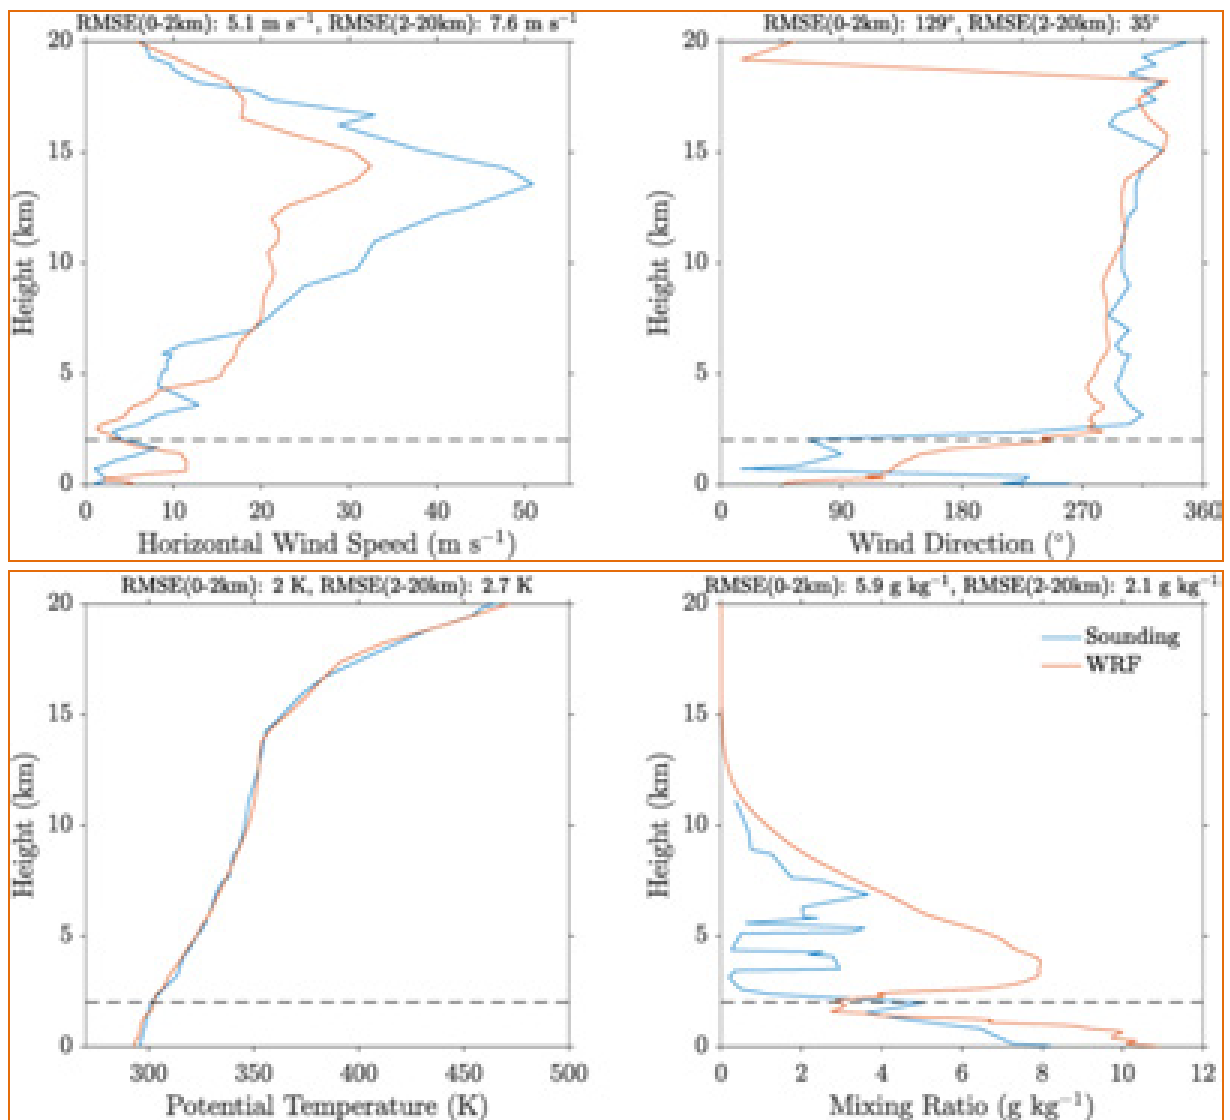 RMSE(0-2km): 5.1 m s⁻¹, RMSE(2-20km): 7.6 m s⁻¹
20
15
10
5
0
Height (km)
0 10 20 30 40 50
Horizontal Wind Speed (m s⁻¹)
RMSE(0-2km): 129°, RMSE(2-20km): 35°
20
15
10
5
0
Height (km)
0 90 180 270 360
Wind Direction (°)
RMSE(0-2km): 2 K, RMSE(2-20km): 2.7 K
20
15
10
5
0
Height (km)
300 350 400 450 500
Potential Temperature (K)
RMSE(0-2km): 5.9 g kg⁻¹, RMSE(2-20km): 2.1 g kg⁻¹
Sounding
WRF
20
15
10
5
0
Height (km)
0 2 4 6 8 10 12
Mixing Ratio (g kg⁻¹)